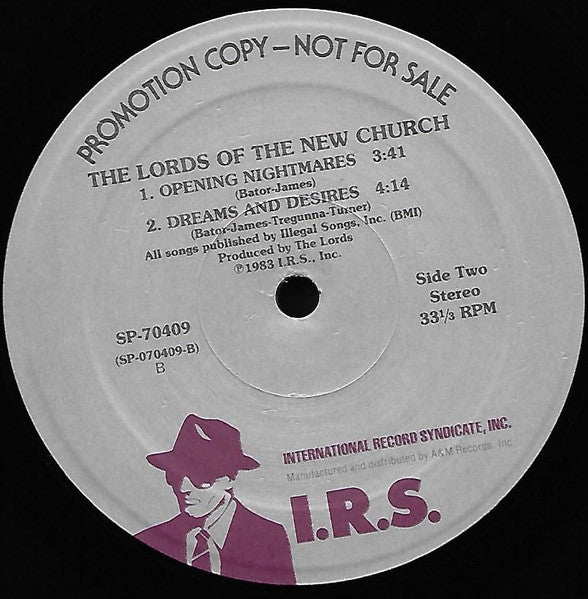 PROMOTION COPY—NOT FOR SALE
THE LORDS OF THE NEW CHURCH
1. OPENING NIGHTMARES 3:41
(Bator-James)
2. DREAMS AND DESIRES 4:14
(Bator-James-Tregunna-Turner)
All songs published by Illegal Songs, Inc. (BMI)
Produced by The Lords
℗1983 I.R.S., Inc.
Side Two
Stereo
33⅓ RPM
SP-70409
(SP-070409-B)
B
INTERNATIONAL RECORD SYNDICATE, INC.
Manufactured and distributed by A&M Records, Inc
I.R.S.